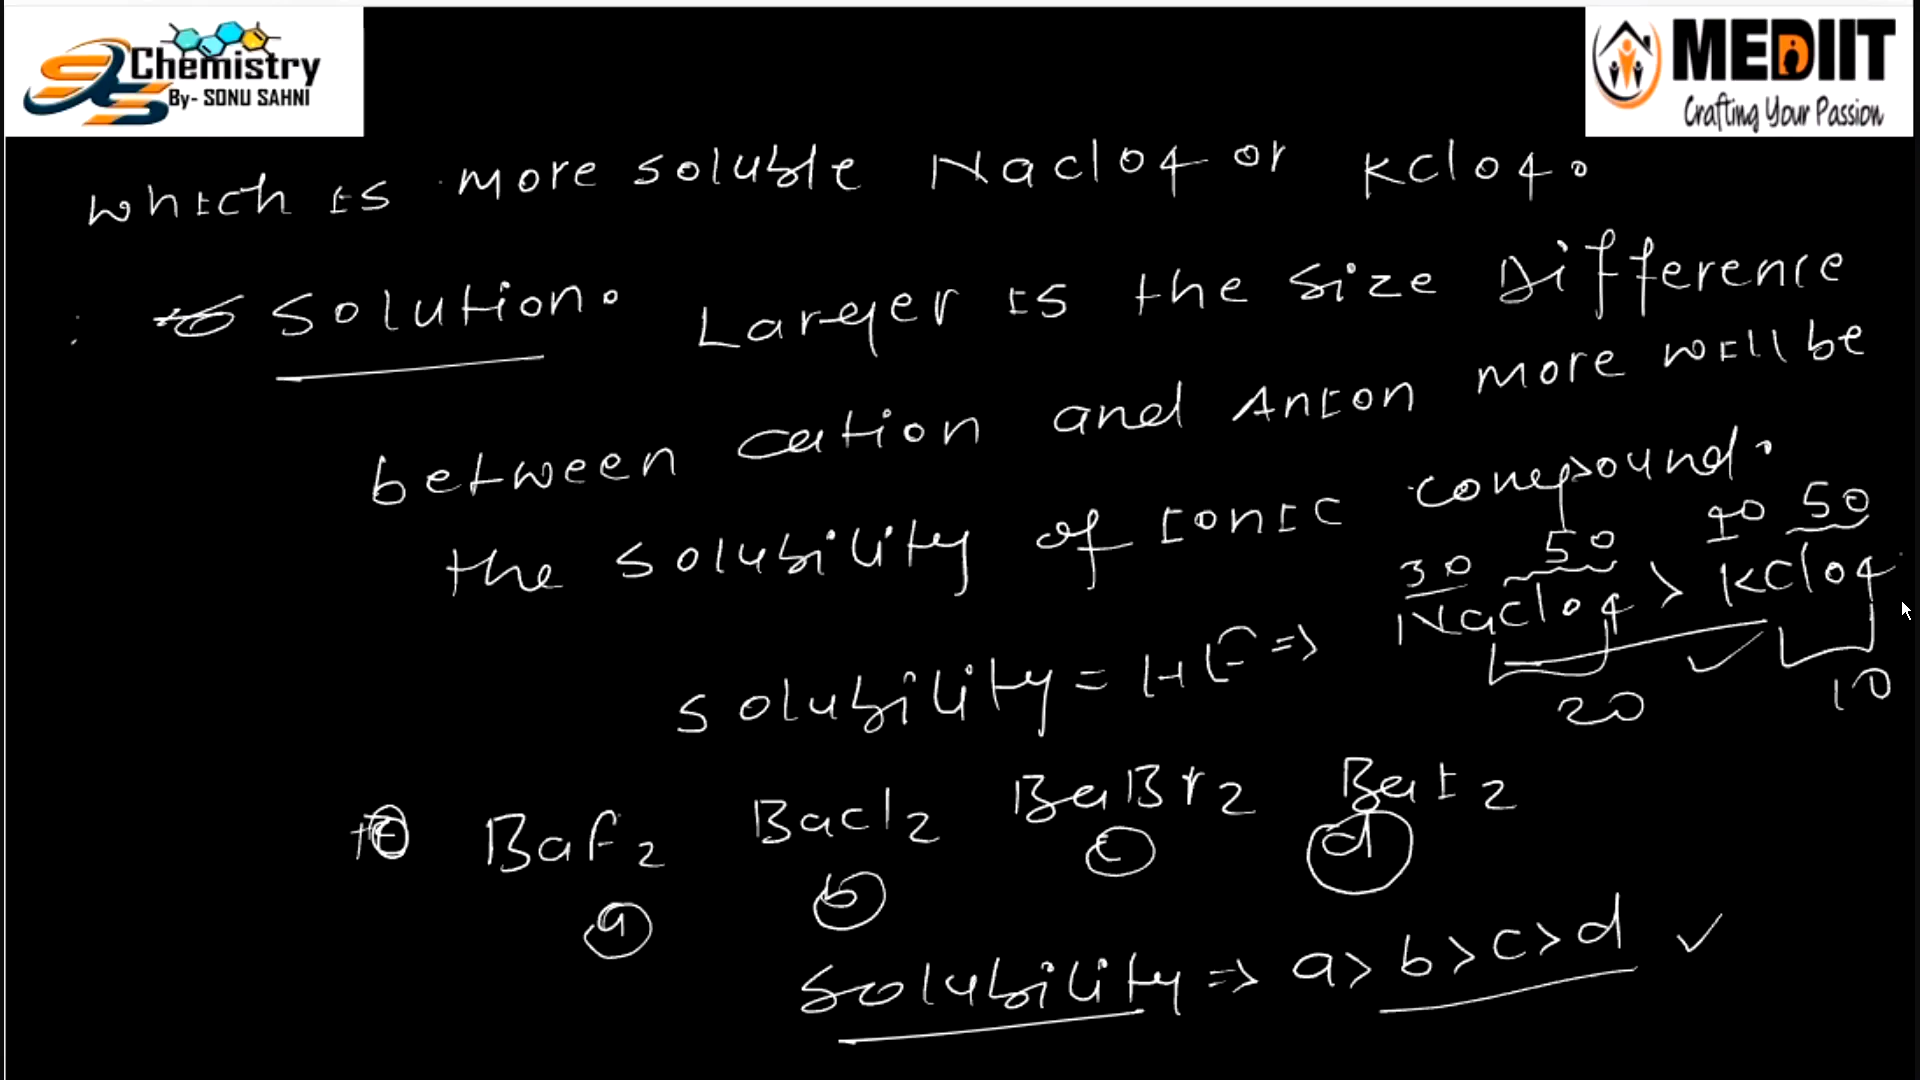 Chemistry
By- SONU SAHNI
MEDIIT
Crafting Your Passion
which is more soluble NaClO4 or KClO4.
Solution. Larger is the size Difference
between cation and Anion more will be
the solubility of Ionic compound.
30 50 40 50
solubility = HE => NaClO4 > KClO4
20 10
BaF2 BaCl2 BaBr2 BaI2
a b c d
Solubility => a > b > c > d